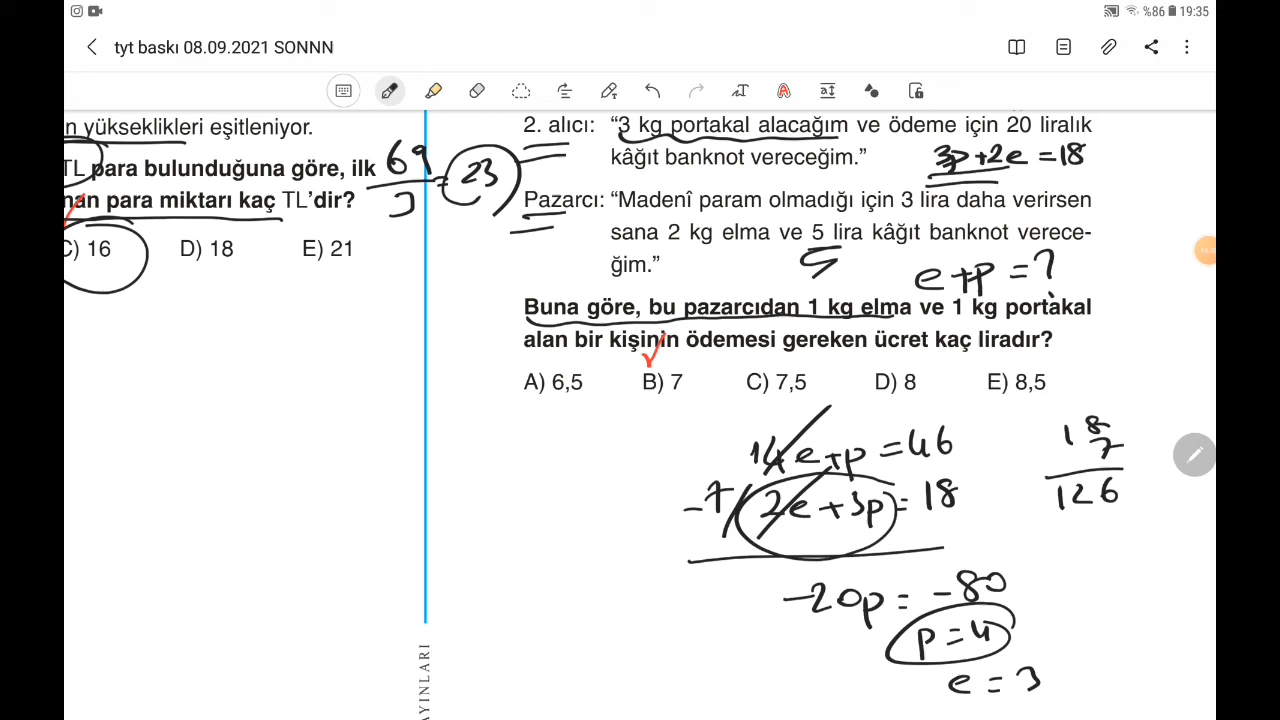 %86 19:35
tyt baskı 08.09.2021 SONNN
n yükseklikleri eşitleniyor.
TL para bulunduğuna göre, ilk
nan para miktarı kaç TL'dir?
C) 16 D) 18 E) 21
69
3
= 23
2. alıcı: "3 kg portakal alacağım ve ödeme için 20 liralık
kâğıt banknot vereceğim."
3p+2e=18
Pazarcı: "Madenî param olmadığı için 3 lira daha verirsen
sana 2 kg elma ve 5 lira kâğıt banknot verece-
ğim."
5
e+p=?
Buna göre, bu pazarcıdan 1 kg elma ve 1 kg portakal
alan bir kişinin ödemesi gereken ücret kaç liradır?
A) 6,5 B) 7 C) 7,5 D) 8 E) 8,5
14e+p=46
-7/ 2e+3p=18
-20p=-80
p=4
e=3
18
7
126
AYINLARI